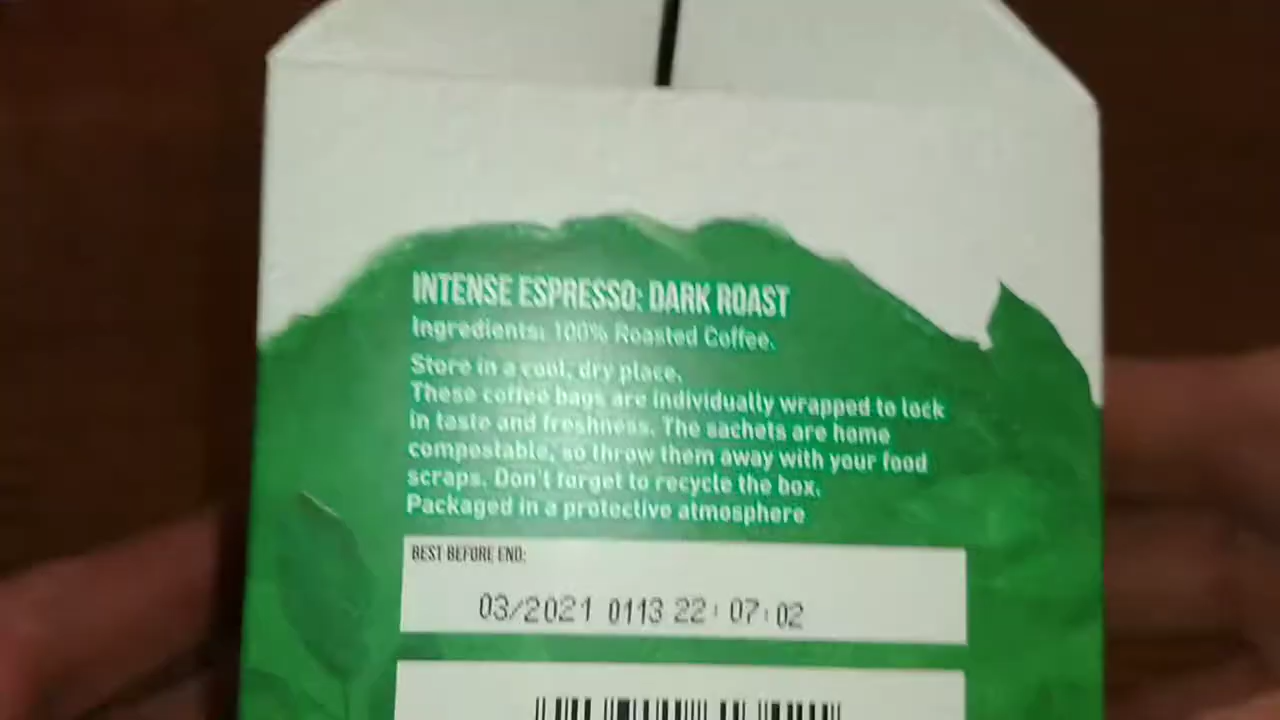 INTENSE ESPRESSO: DARK ROAST
Ingredients: 100% Roasted Coffee.
Store in a cool, dry place.
These coffee bags are individually wrapped to lock
in taste and freshness. The sachets are home
compostable, so throw them away with your food
scraps. Don't forget to recycle the box.
Packaged in a protective atmosphere
BEST BEFORE END:
03/2021 0113 22:07:02